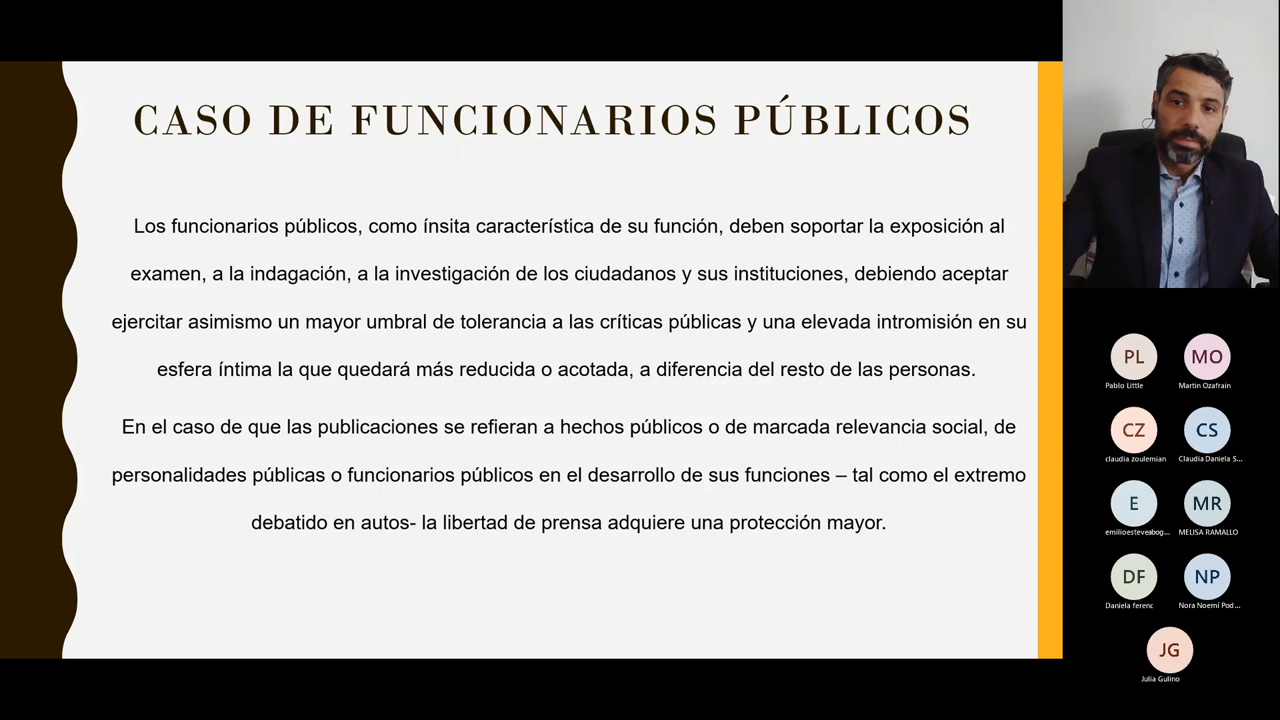 CASO DE FUNCIONARIOS PÚBLICOS
Los funcionarios públicos, como ínsita característica de su función, deben soportar la exposición al
examen, a la indagación, a la investigación de los ciudadanos y sus instituciones, debiendo aceptar
ejercitar asimismo un mayor umbral de tolerancia a las críticas públicas y una elevada intromisión en su
esfera íntima la que quedará más reducida o acotada, a diferencia del resto de las personas.
En el caso de que las publicaciones se refieran a hechos públicos o de marcada relevancia social, de
personalidades públicas o funcionarios públicos en el desarrollo de sus funciones – tal como el extremo
debatido en autos- la libertad de prensa adquiere una protección mayor.
PL
Pablo Little
MO
Martin Ozafrain
CZ
claudia zoulemian
CS
Claudia Daniela S...
E
emilioesteveabog...
MR
MELISA RAMALLO
DF
Daniela ferenc
NP
Nora Noemí Pod...
JG
Julia Gulino